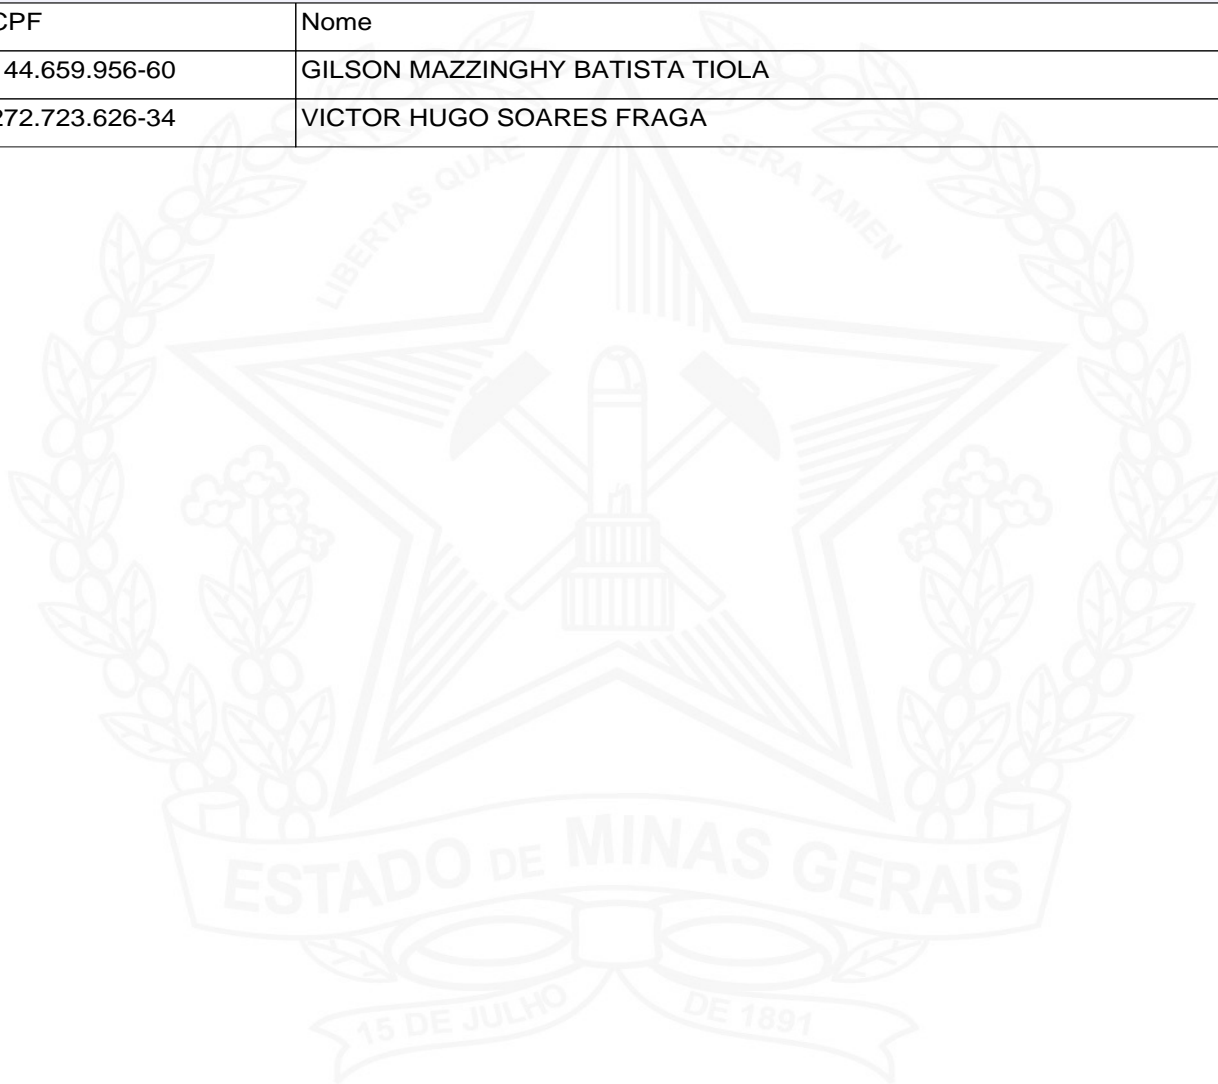 CPF Nome
44.659.956-60 GILSON MAZZINGHY BATISTA TIOLA
272.723.626-34 VICTOR HUGO SOARES FRAGA
LIBERTAS QUAE SERA TAMEN
ESTADO DE MINAS GERAIS
15 DE JULHO DE 1891